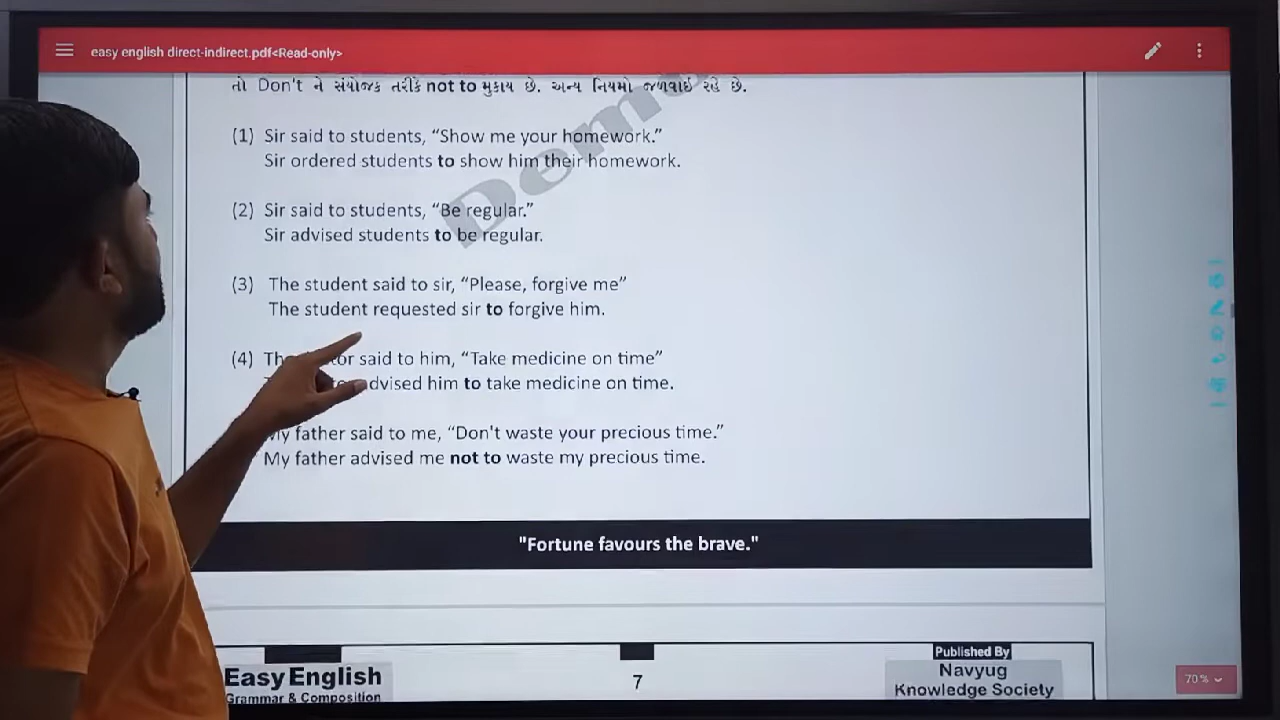 easy english direct-indirect.pdf<Read-only>
તો Don't ને સંયોજક તરીકે not to મુકાય છે. અન્ય નિયમો જળવાઈ રહે છે.
(1) Sir said to students, “Show me your homework.”
Sir ordered students to show him their homework.
(2) Sir said to students, “Be regular.”
Sir advised students to be regular.
(3) The student said to sir, “Please, forgive me”
The student requested sir to forgive him.
(4) said to him, “Take medicine on time”
advised him to take medicine on time.
My father said to me, “Don't waste your precious time.”
My father advised me not to waste my precious time.
Demo
"Fortune favours the brave."
Easy English
Grammar & Composition
7
Published By
Navyug
Knowledge Society
70%